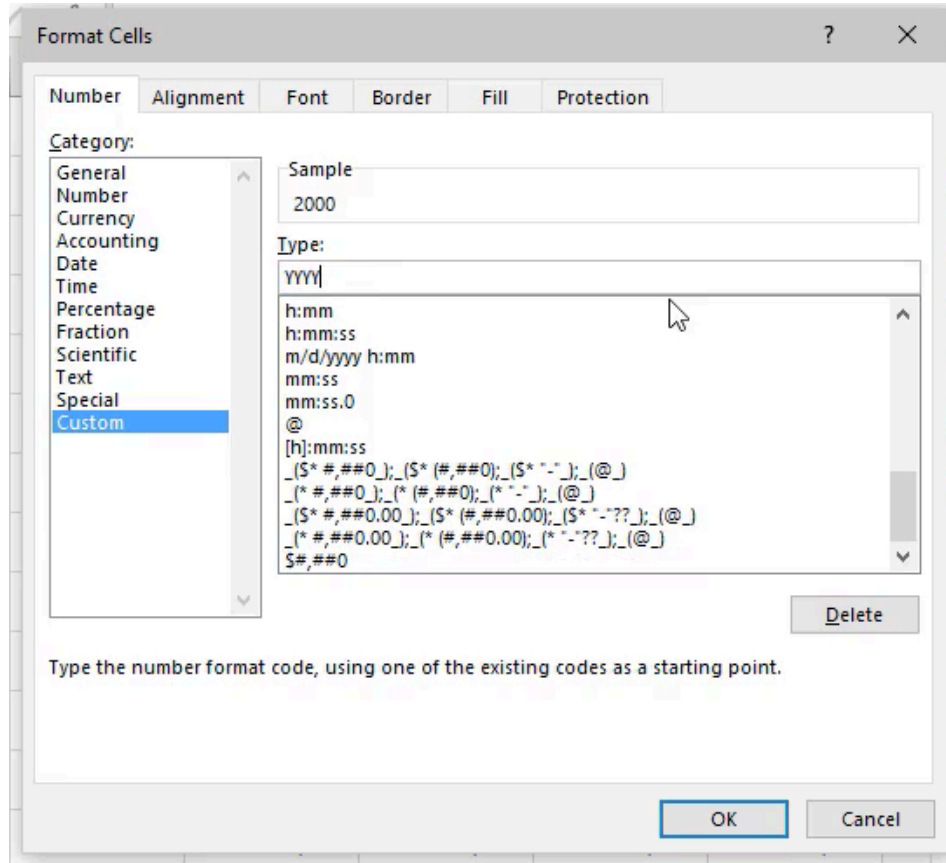 Format Cells
?
Number Alignment Font Border Fill Protection
Category:
General
Number
Currency
Accounting
Date
Time
Percentage
Fraction
Scientific
Text
Special
Custom
Sample
2000
Type:
YYYY
h:mm
h:mm:ss
m/d/yyyy h:mm
mm:ss
mm:ss.0
@
[h]:mm:ss
_($* #,##0_);_($* (#,##0);_($* "-"_);_(@_)
_(* #,##0_);_(* (#,##0);_(* "-"_);_(@_)
_($* #,##0.00_);_($* (#,##0.00);_($* "-"??_);_(@_)
_(* #,##0.00_);_(* (#,##0.00);_(* "-"??_);_(@_)
$#,##0
Delete
Type the number format code, using one of the existing codes as a starting point.
OK Cancel